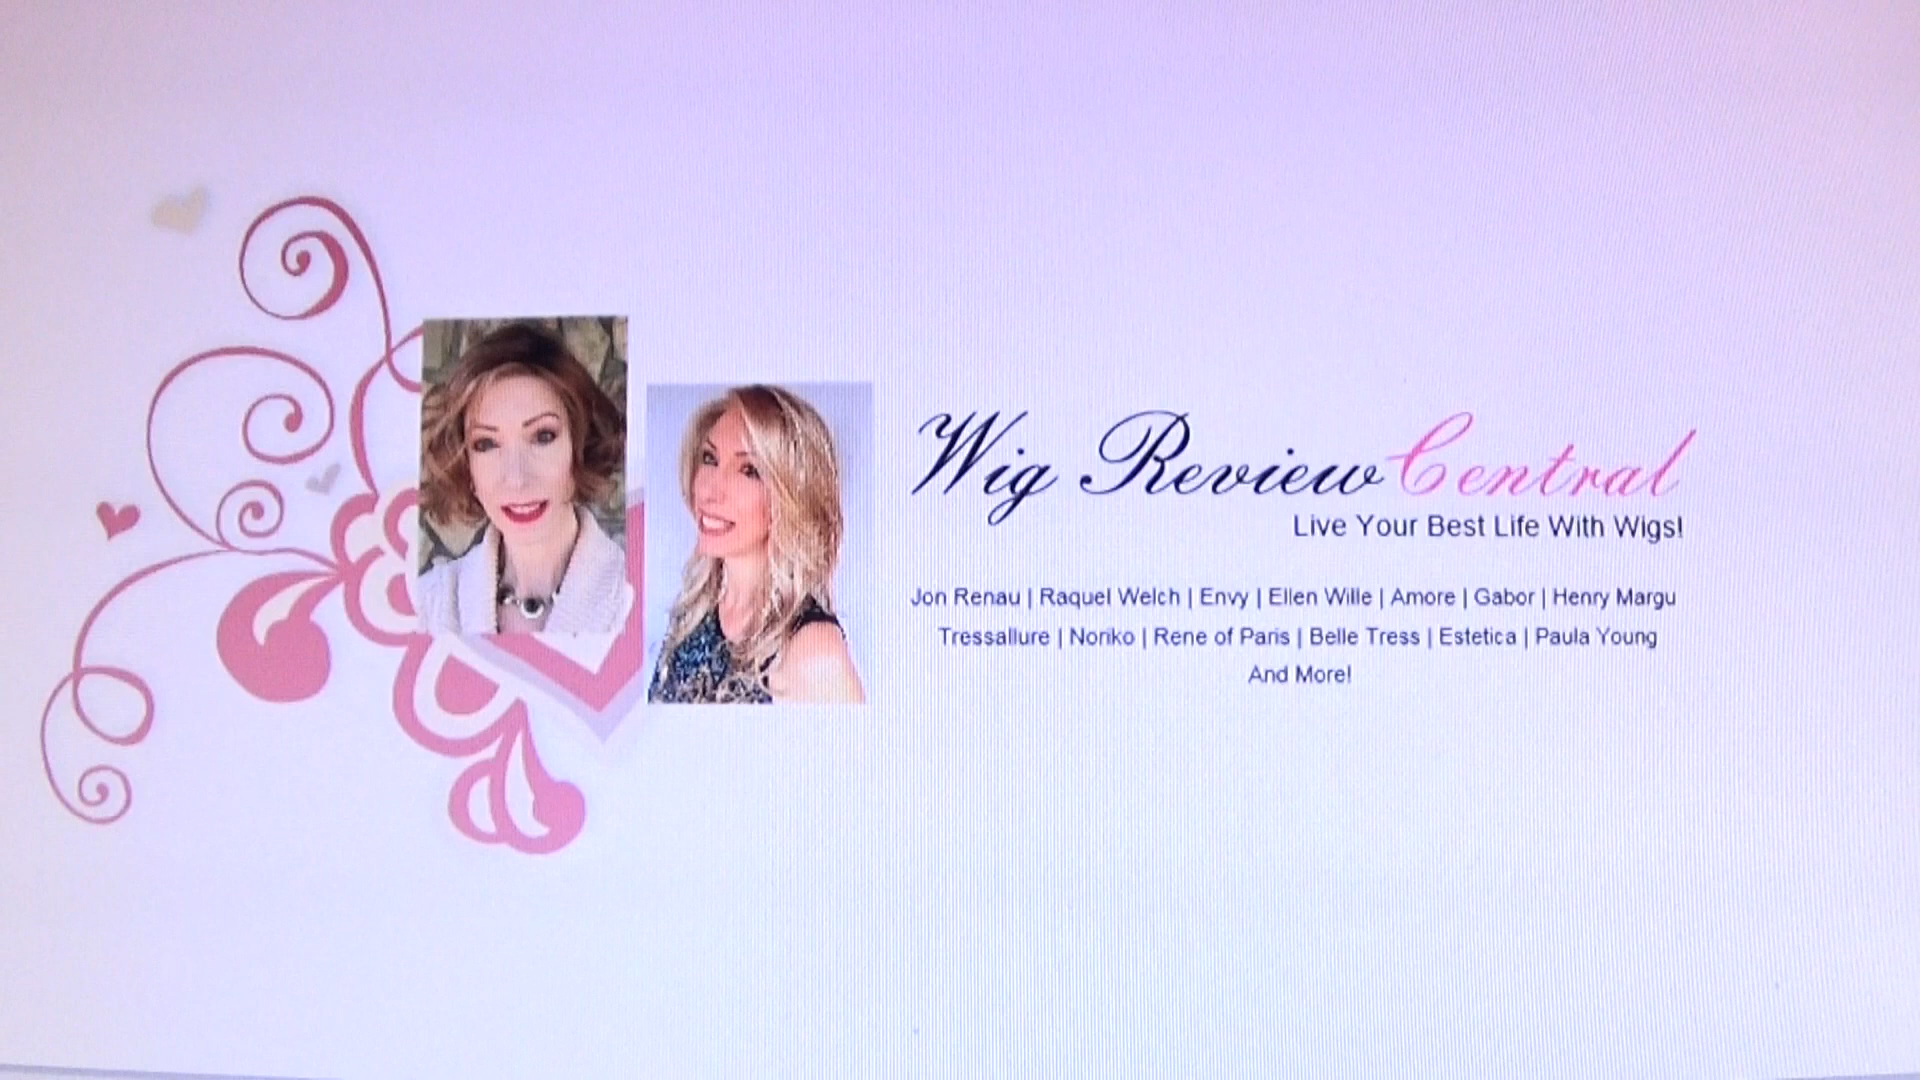 Wig Review Central
Live Your Best Life With Wigs!
Jon Renau | Raquel Welch | Envy | Ellen Wille | Amore | Gabor | Henry Margu
Tressallure | Noriko | Rene of Paris | Belle Tress | Estetica | Paula Young
And More!